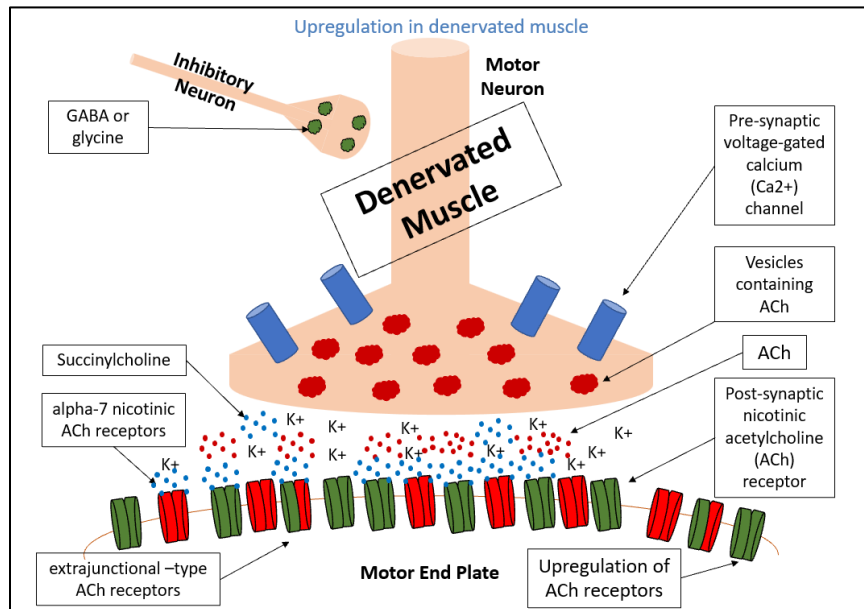 Upregulation in denervated muscle
Inhibitory
Neuron
Motor
Neuron
GABA or
glycine
Denervated
Muscle
Pre-synaptic
voltage-gated
calcium
(Ca2+)
channel
Vesicles
containing
ACh
Succinylcholine
ACh
alpha-7 nicotinic
ACh receptors
K+
K+
K+
K+
K+
K+
K+
K+
K+
K+
K+
K+
K+
Post-synaptic
nicotinic
acetylcholine
(ACh)
receptor
extrajunctional –type
ACh receptors
Motor End Plate
Upregulation of
ACh receptors